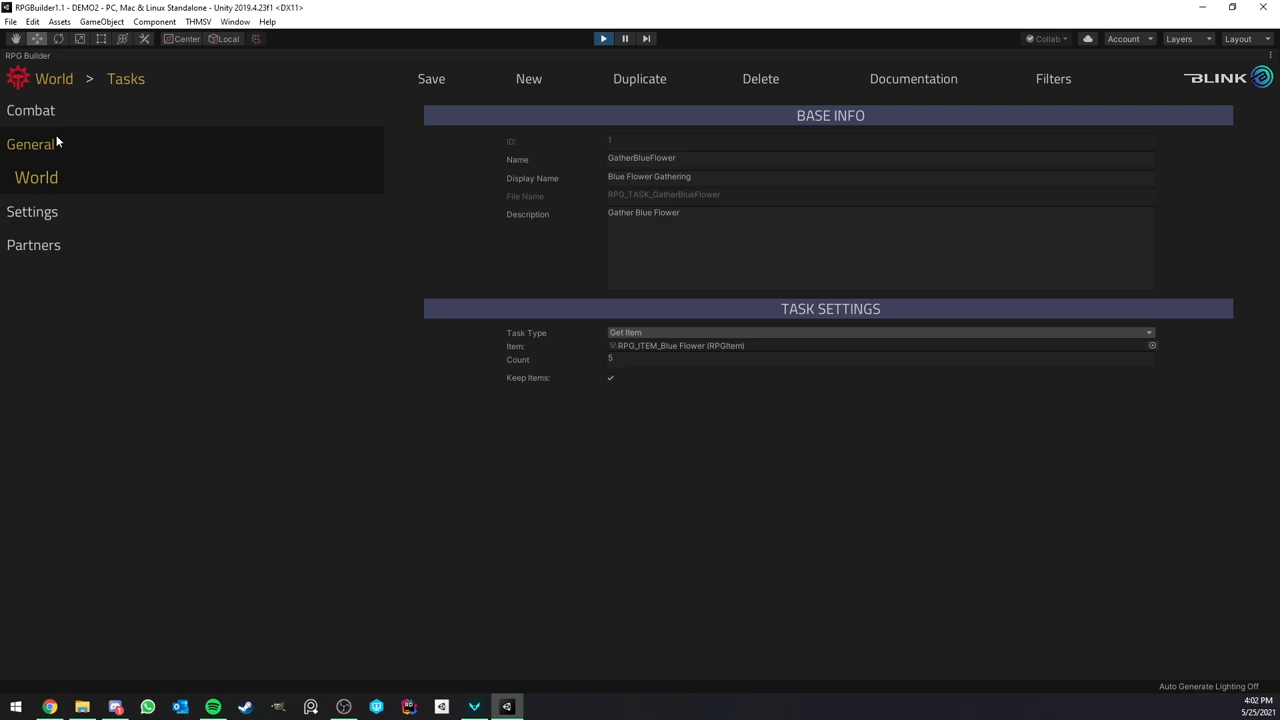 RPGBuilder1.1 - DEMO2 - PC, Mac & Linux Standalone - Unity 2019.4.23f1 <DX11>
File Edit Assets GameObject Component THMSV Window Help
Center Local Collab Account Layers Layout
RPG Builder
World > Tasks Save New Duplicate Delete Documentation Filters BLINK
Combat
General
World
Settings
Partners
BASE INFO
ID: 1
Name GatherBlueFlower
Display Name Blue Flower Gathering
File Name RPG_TASK_GatherBlueFlower
Description Gather Blue Flower
TASK SETTINGS
Task Type Get Item
Item: RPG_ITEM_Blue Flower (RPGItem)
Count 5
Keep Items:
Auto Generate Lighting Off
4:02 PM
5/25/2021